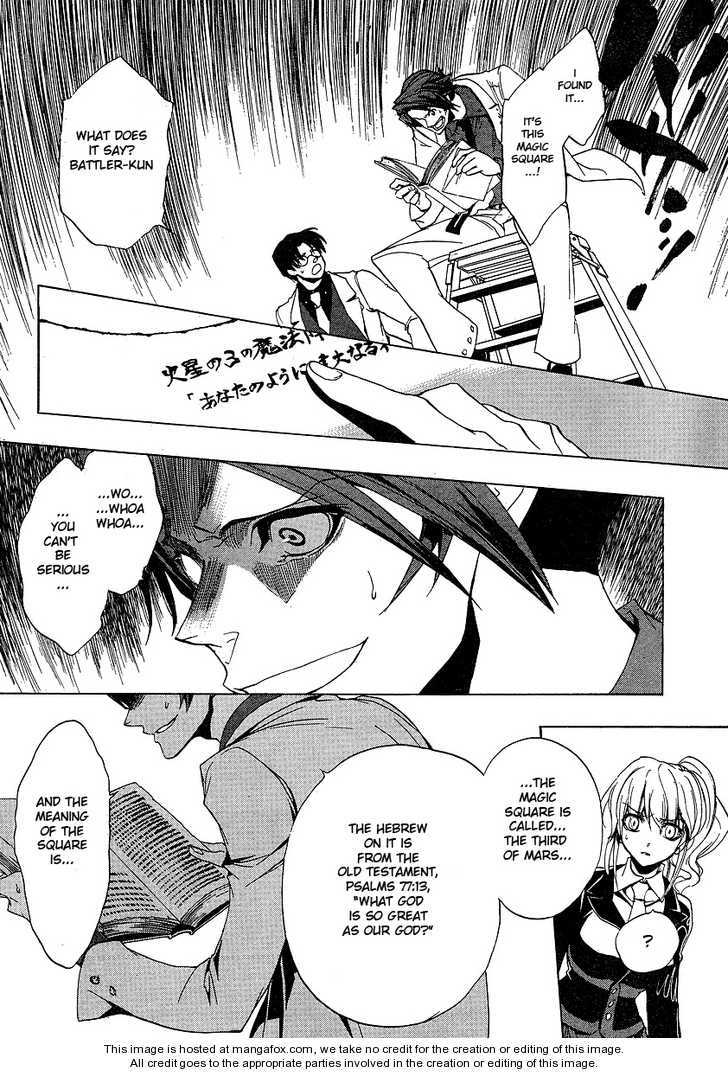 I
FOUND
IT...
IT'S
THIS
MAGIC
SQUARE
...!
WHAT DOES
IT SAY?
BATTLER-KUN
火星の3の魔法
「あなたのように 大なる
...WO...
...WHOA
WHOA...
...
YOU
CAN'T
BE
SERIOUS
...
...THE
MAGIC
SQUARE IS
CALLED...
THE THIRD
OF MARS...
?
THE HEBREW
ON IT IS
FROM THE
OLD TESTAMENT,
PSALMS 77:13,
"WHAT GOD
IS SO GREAT
AS OUR GOD?"
AND THE
MEANING
OF THE
SQUARE
IS...
This image is hosted at mangafox.com, we take no credit for the creation or editing of this image.
All credit goes to the appropriate parties involved in the creation or editing of this image.